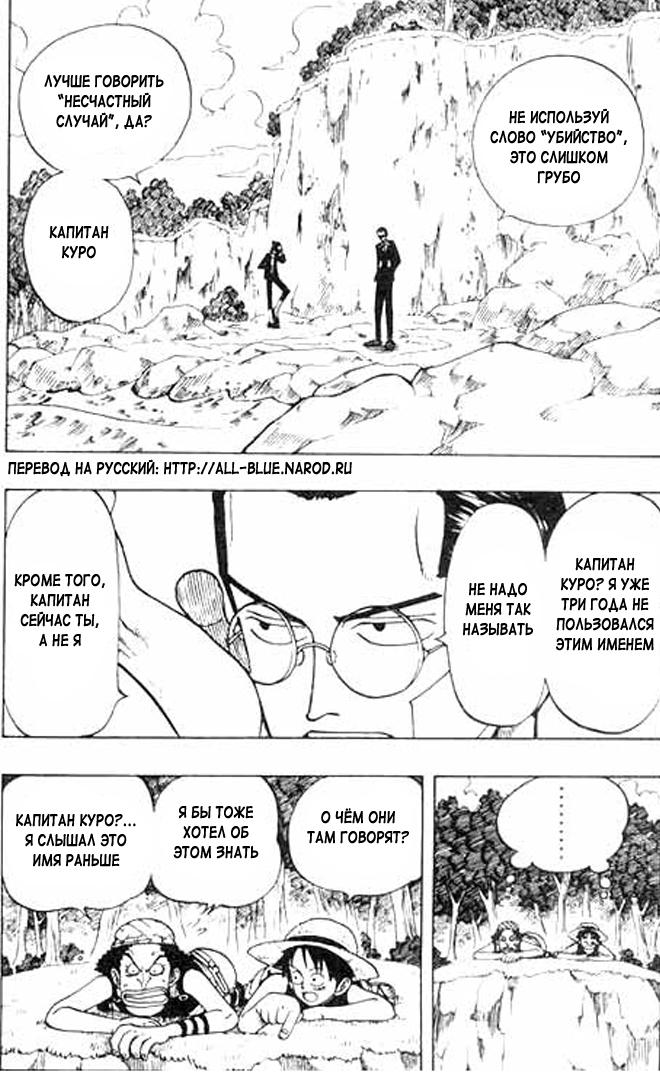 НЕ ИСПОЛЬЗУЙ
СЛОВО "УБИЙСТВО",
ЭТО СЛИШКОМ
ГРУБО
ЛУЧШЕ ГОВОРИТЬ
"НЕСЧАСТНЫЙ
СЛУЧАЙ", ДА?
КАПИТАН
КУРО
ПЕРЕВОД НА РУССКИЙ: HTTP://ALL-BLUE.NAROD.RU
КАПИТАН
КУРО? Я УЖЕ
ТРИ ГОДА НЕ
ПОЛЬЗОВАЛСЯ
ЭТИМ ИМЕНЕМ
НЕ НАДО
МЕНЯ ТАК
НАЗЫВАТЬ
КРОМЕ ТОГО,
КАПИТАН
СЕЙЧАС ТЫ,
А НЕ Я
О ЧЁМ ОНИ
ТАМ ГОВОРЯТ?
Я БЫ ТОЖЕ
ХОТЕЛ ОБ
ЭТОМ ЗНАТЬ
КАПИТАН КУРО?...
Я СЛЫШАЛ ЭТО
ИМЯ РАНЬШЕ